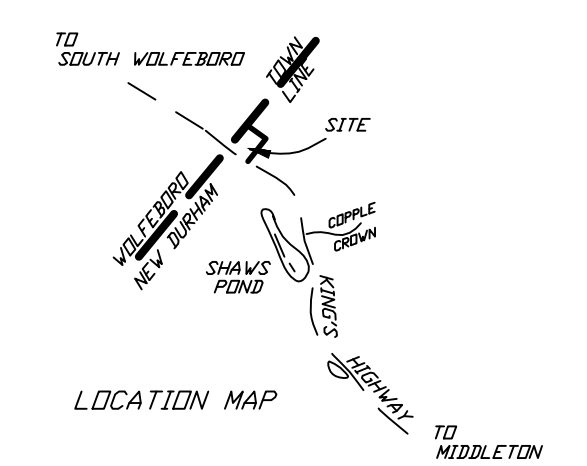 TO
SOUTH WOLFEBORO
TOWN
LINE
SITE
WOLFEBORO
NEW DURHAM
COPPLE
CROWN
SHAWS
POND
KING'S
HIGHWAY
LOCATION MAP
TO
MIDDLETON